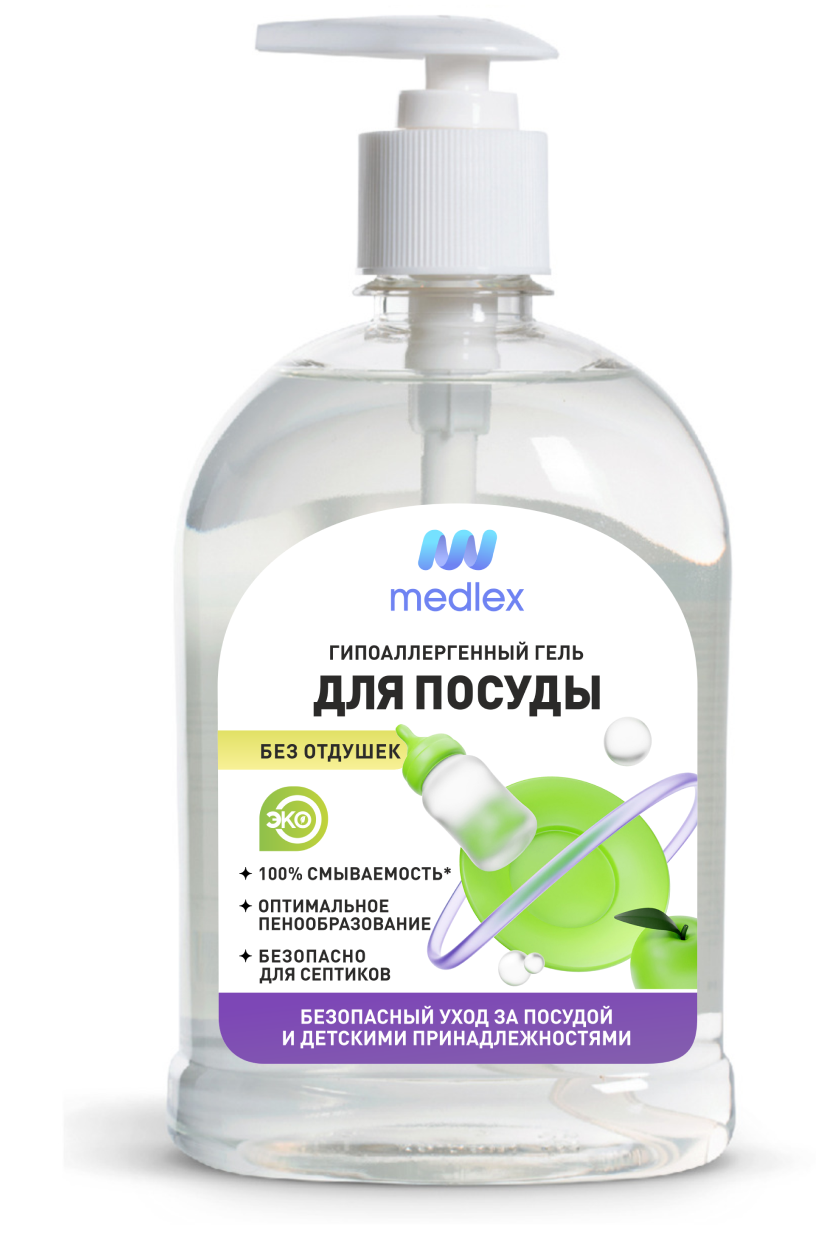 medlex
ГИПОАЛЛЕРГЕННЫЙ ГЕЛЬ
ДЛЯ ПОСУДЫ
БЕЗ ОТДУШЕК
ЭКО
100% СМЫВАЕМОСТЬ*
ОПТИМАЛЬНОЕ
ПЕНООБРАЗОВАНИЕ
БЕЗОПАСНО
ДЛЯ СЕПТИКОВ
БЕЗОПАСНЫЙ УХОД ЗА ПОСУДОЙ
И ДЕТСКИМИ ПРИНАДЛЕЖНОСТЯМИ